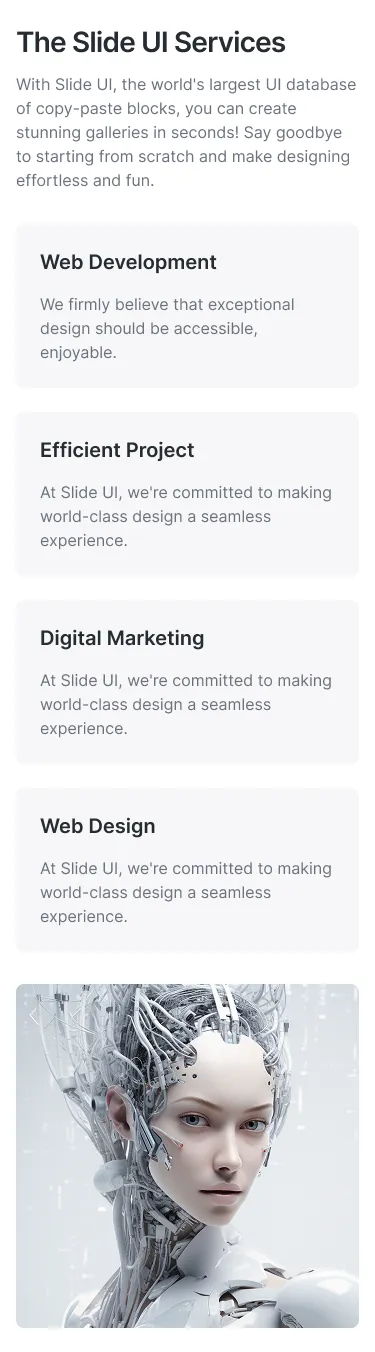 The Slide UI Services
With Slide UI, the world's largest UI database
of copy-paste blocks, you can create
stunning galleries in seconds! Say goodbye
to starting from scratch and make designing
effortless and fun.
Web Development
We firmly believe that exceptional
design should be accessible,
enjoyable.
Efficient Project
At Slide UI, we're committed to making
world-class design a seamless
experience.
Digital Marketing
At Slide UI, we're committed to making
world-class design a seamless
experience.
Web Design
At Slide UI, we're committed to making
world-class design a seamless
experience.